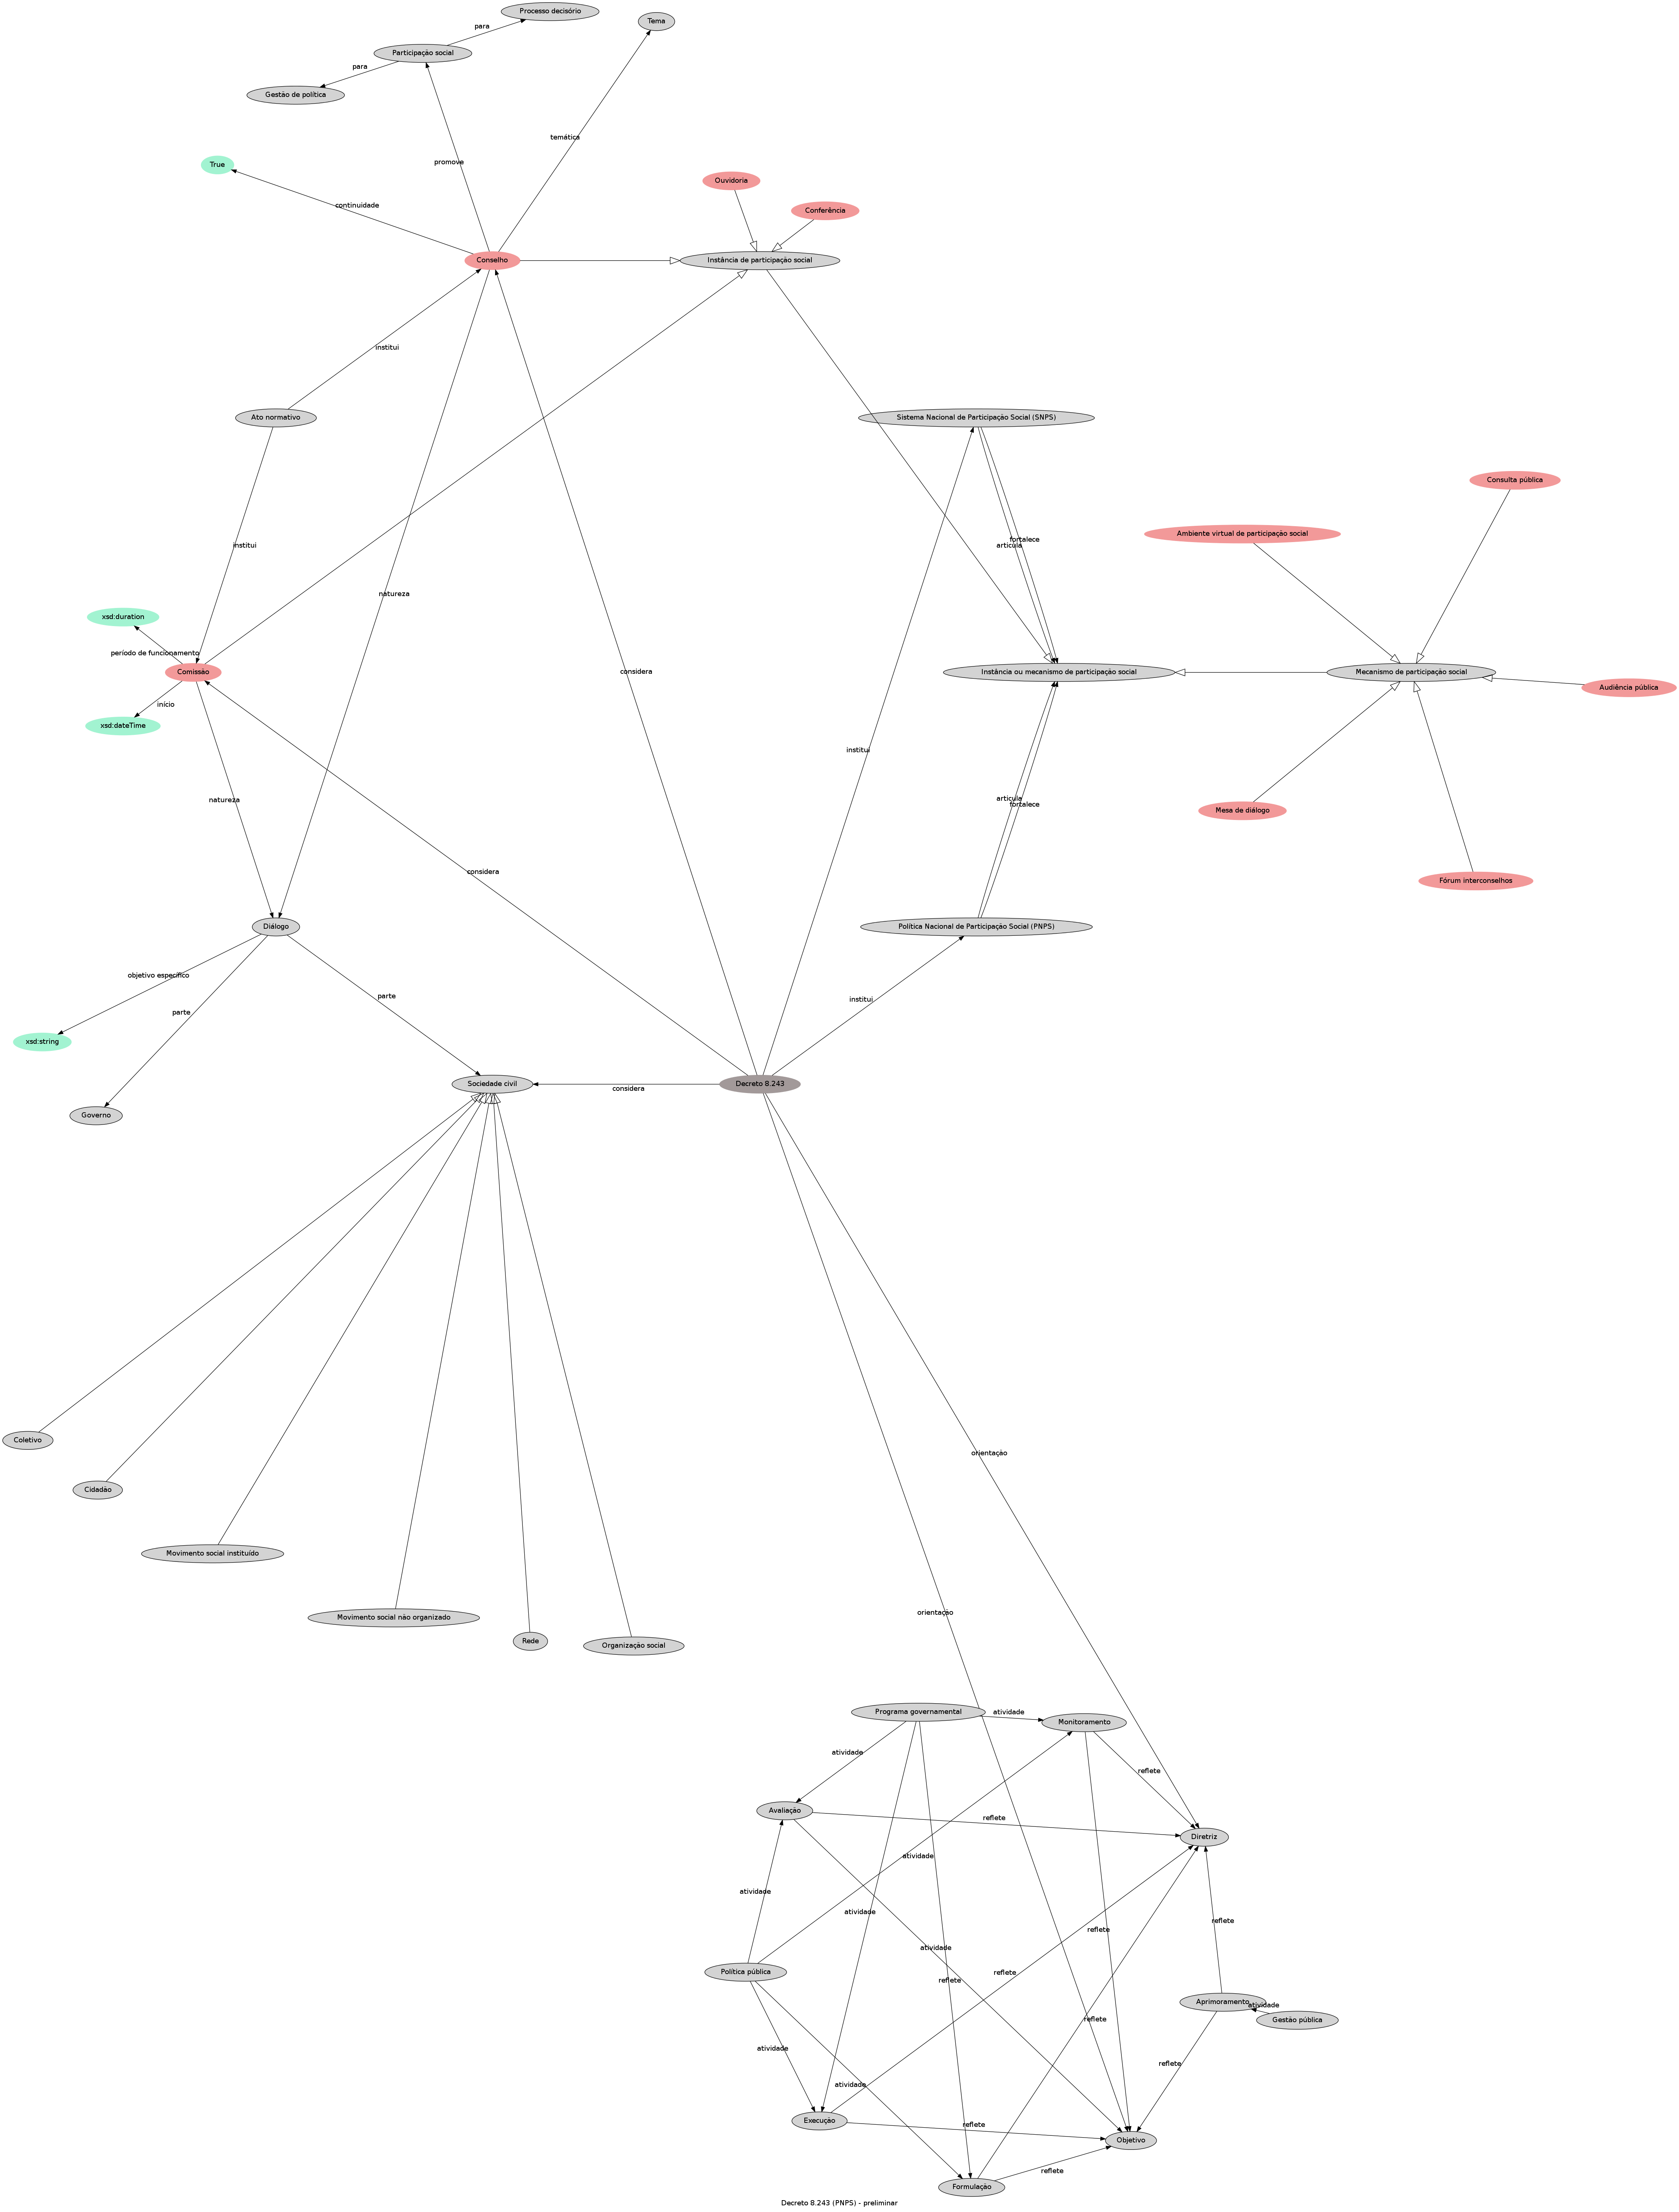 Processo decisório
Tema
para
Participação social
para
Gestão de política
temática
promove
True
Ouvidoria
continuidade
Conferência
Conselho
Instância de participação social
institui
Ato normativo
Sistema Nacional de Participação Social (SNPS)
Consulta pública
Ambiente virtual de participação social
fortalece
articula
institui
natureza
xsd:duration
período de funcionamento
considera
Comissão
Instância ou mecanismo de participação social
Mecanismo de participação social
Audiência pública
início
xsd:dateTime
institui
natureza
articula
fortalece
Mesa de diálogo
considera
Fórum interconselhos
Diálogo
Política Nacional de Participação Social (PNPS)
objetivo específico
parte
institui
parte
xsd:string
Sociedade civil
considera
Decreto 8.243
Governo
Coletivo
orientação
Cidadão
Movimento social instituído
Movimento social não organizado
orientação
Rede
Organização social
Programa governamental
atividade
Monitoramento
atividade
reflete
Avaliação
reflete
Diretriz
atividade
atividade
atividade
reflete
reflete
atividade
Política pública
reflete
reflete
Aprimoramento
atividade
Gestão pública
reflete
atividade
reflete
atividade
Execução
reflete
Objetivo
reflete
Formulação
Decreto 8.243 (PNPS) - preliminar